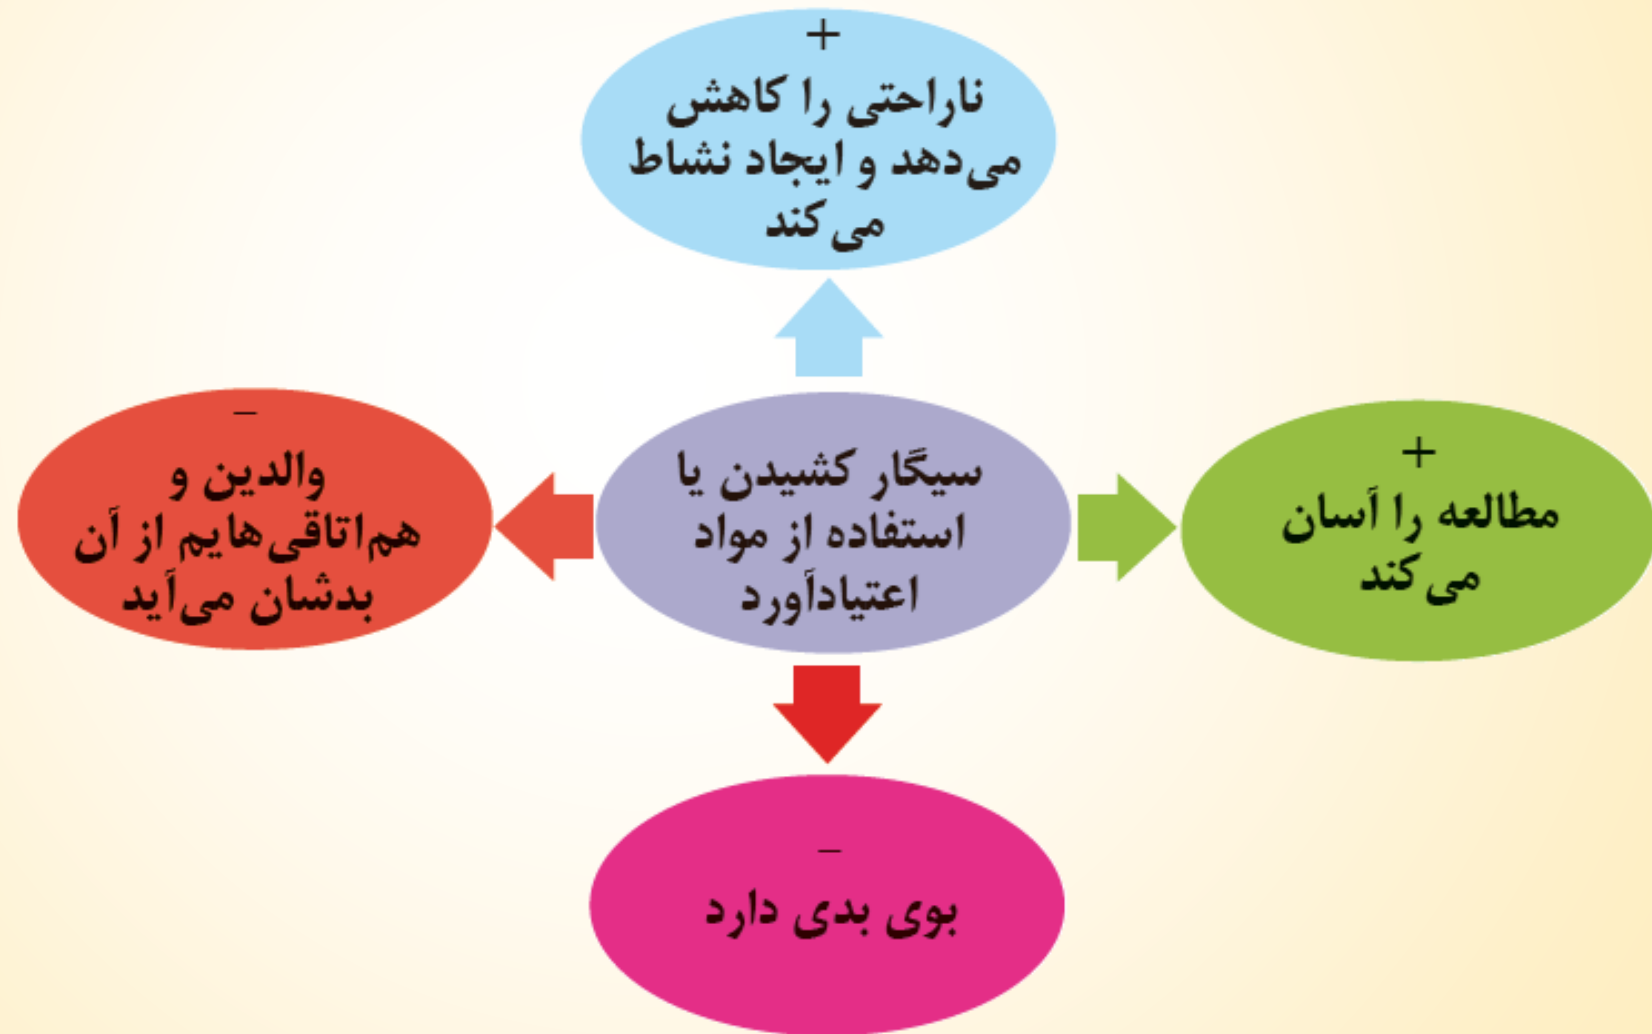 +
ناراحتی را کاهش
می‌دهد و ایجاد نشاط
می‌کند
+
مطالعه را آسان
می‌کند
سیگار کشیدن یا
استفاده از مواد
اعتیادآورد
–
والدین و
هم‌اتاقی‌هایم از آن
بدشان می‌آید
–
بوی بدی دارد